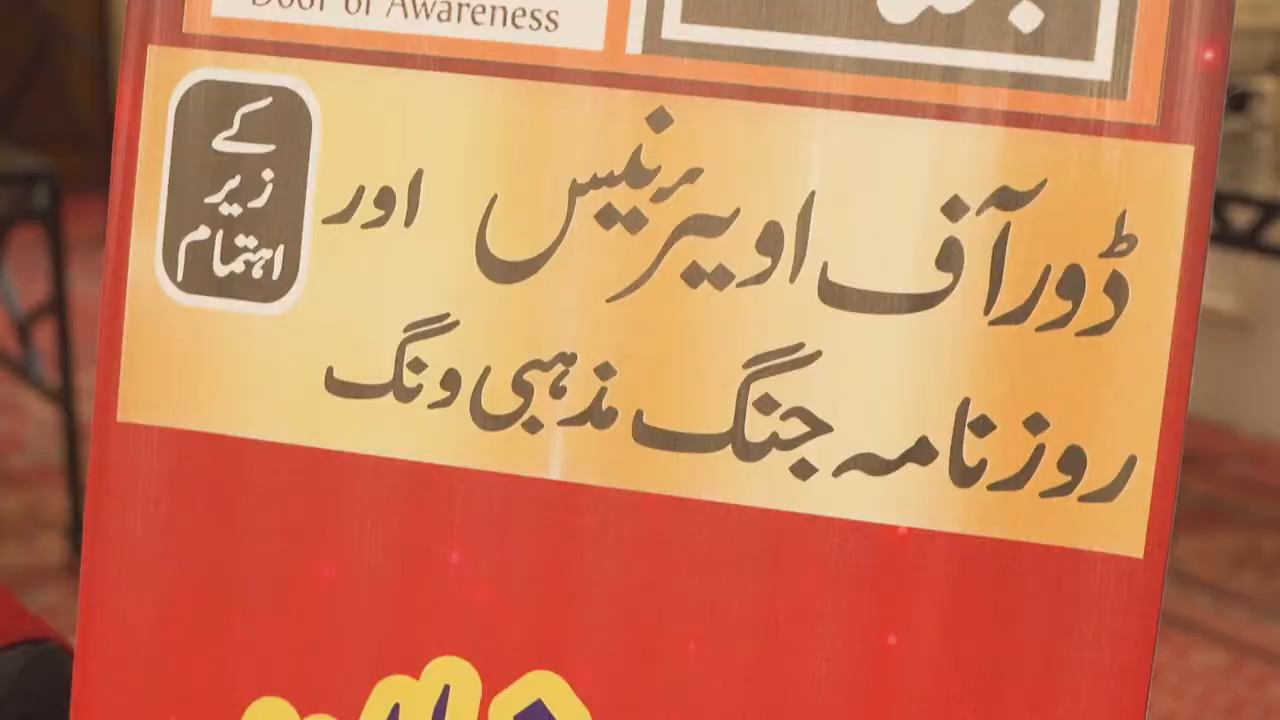 Door of Awareness
ڈور آف اویئرنیس اور
روزنامہ جنگ مذہبی ونگ
کے
زیر
اہتمام